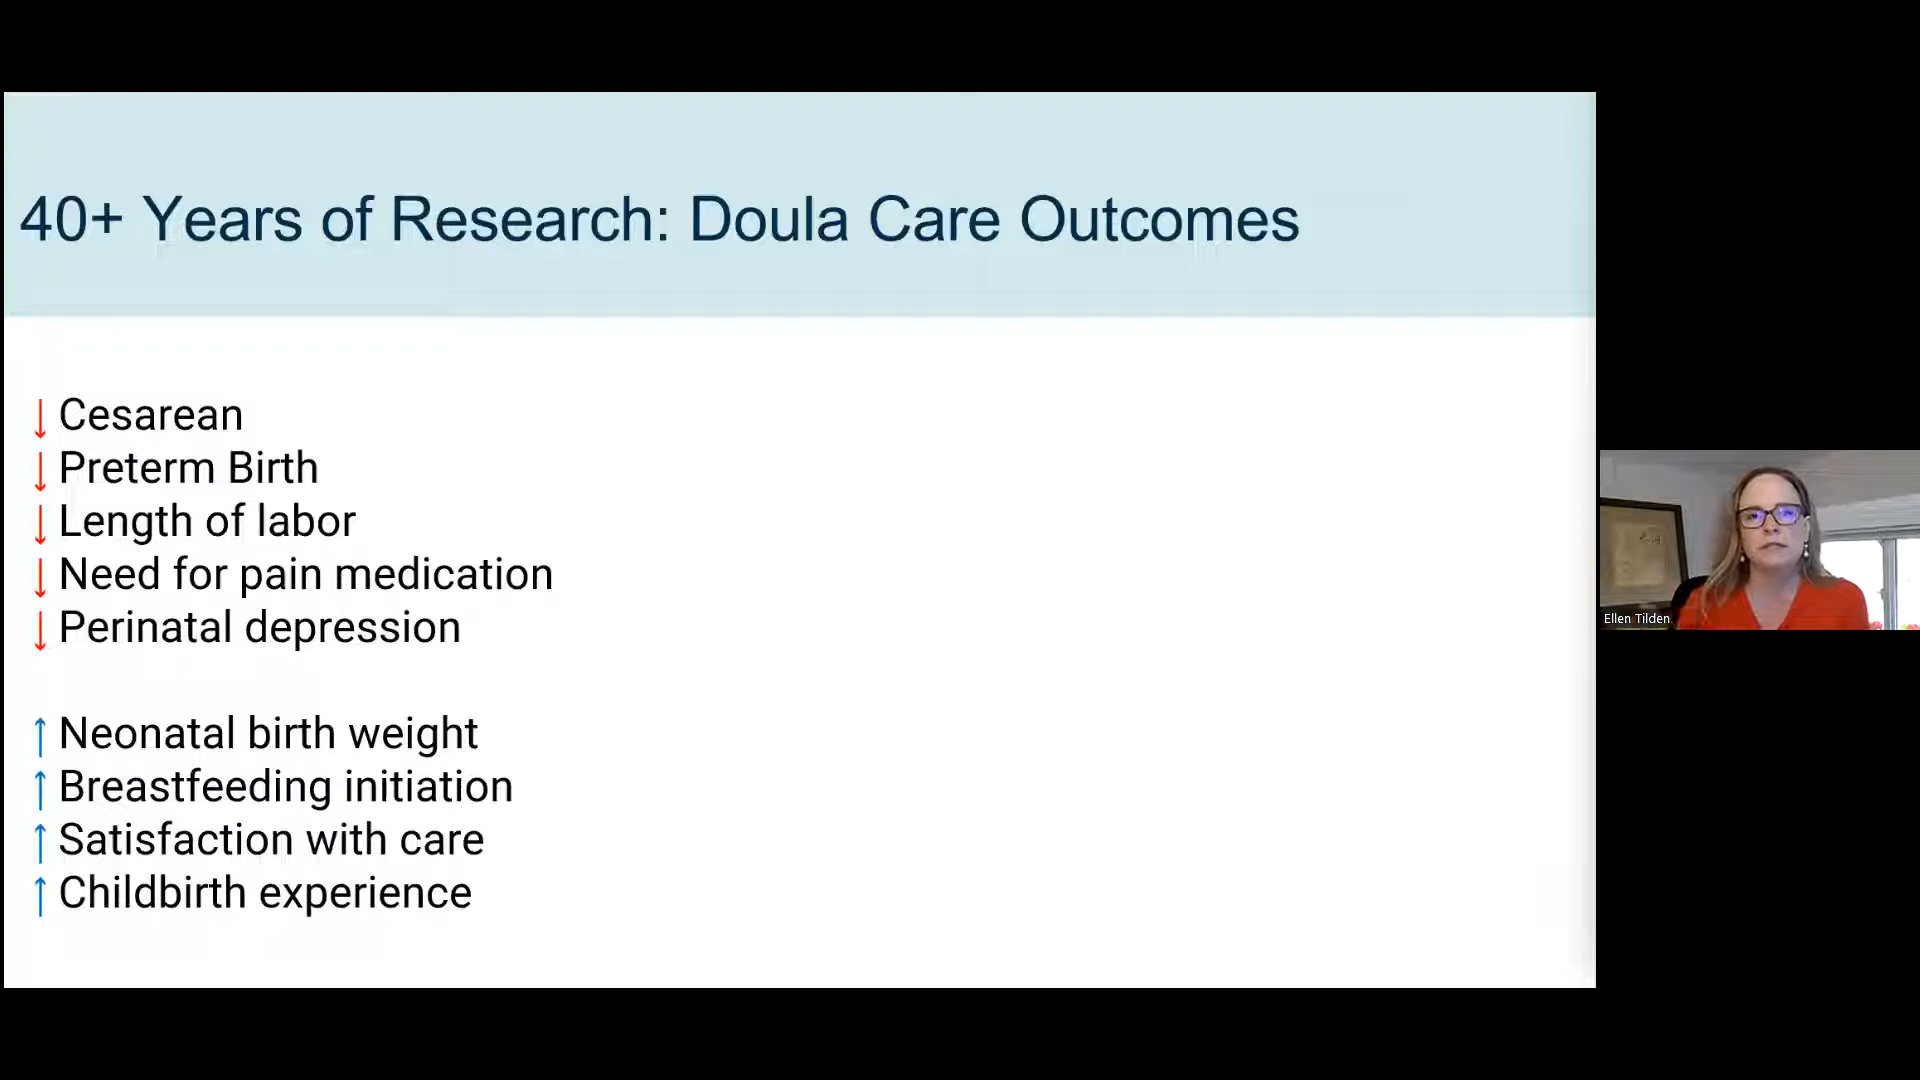 40+ Years of Research: Doula Care Outcomes
↓ Cesarean
↓ Preterm Birth
↓ Length of labor
↓ Need for pain medication
↓ Perinatal depression
↑ Neonatal birth weight
↑ Breastfeeding initiation
↑ Satisfaction with care
↑ Childbirth experience
Ellen Tilden